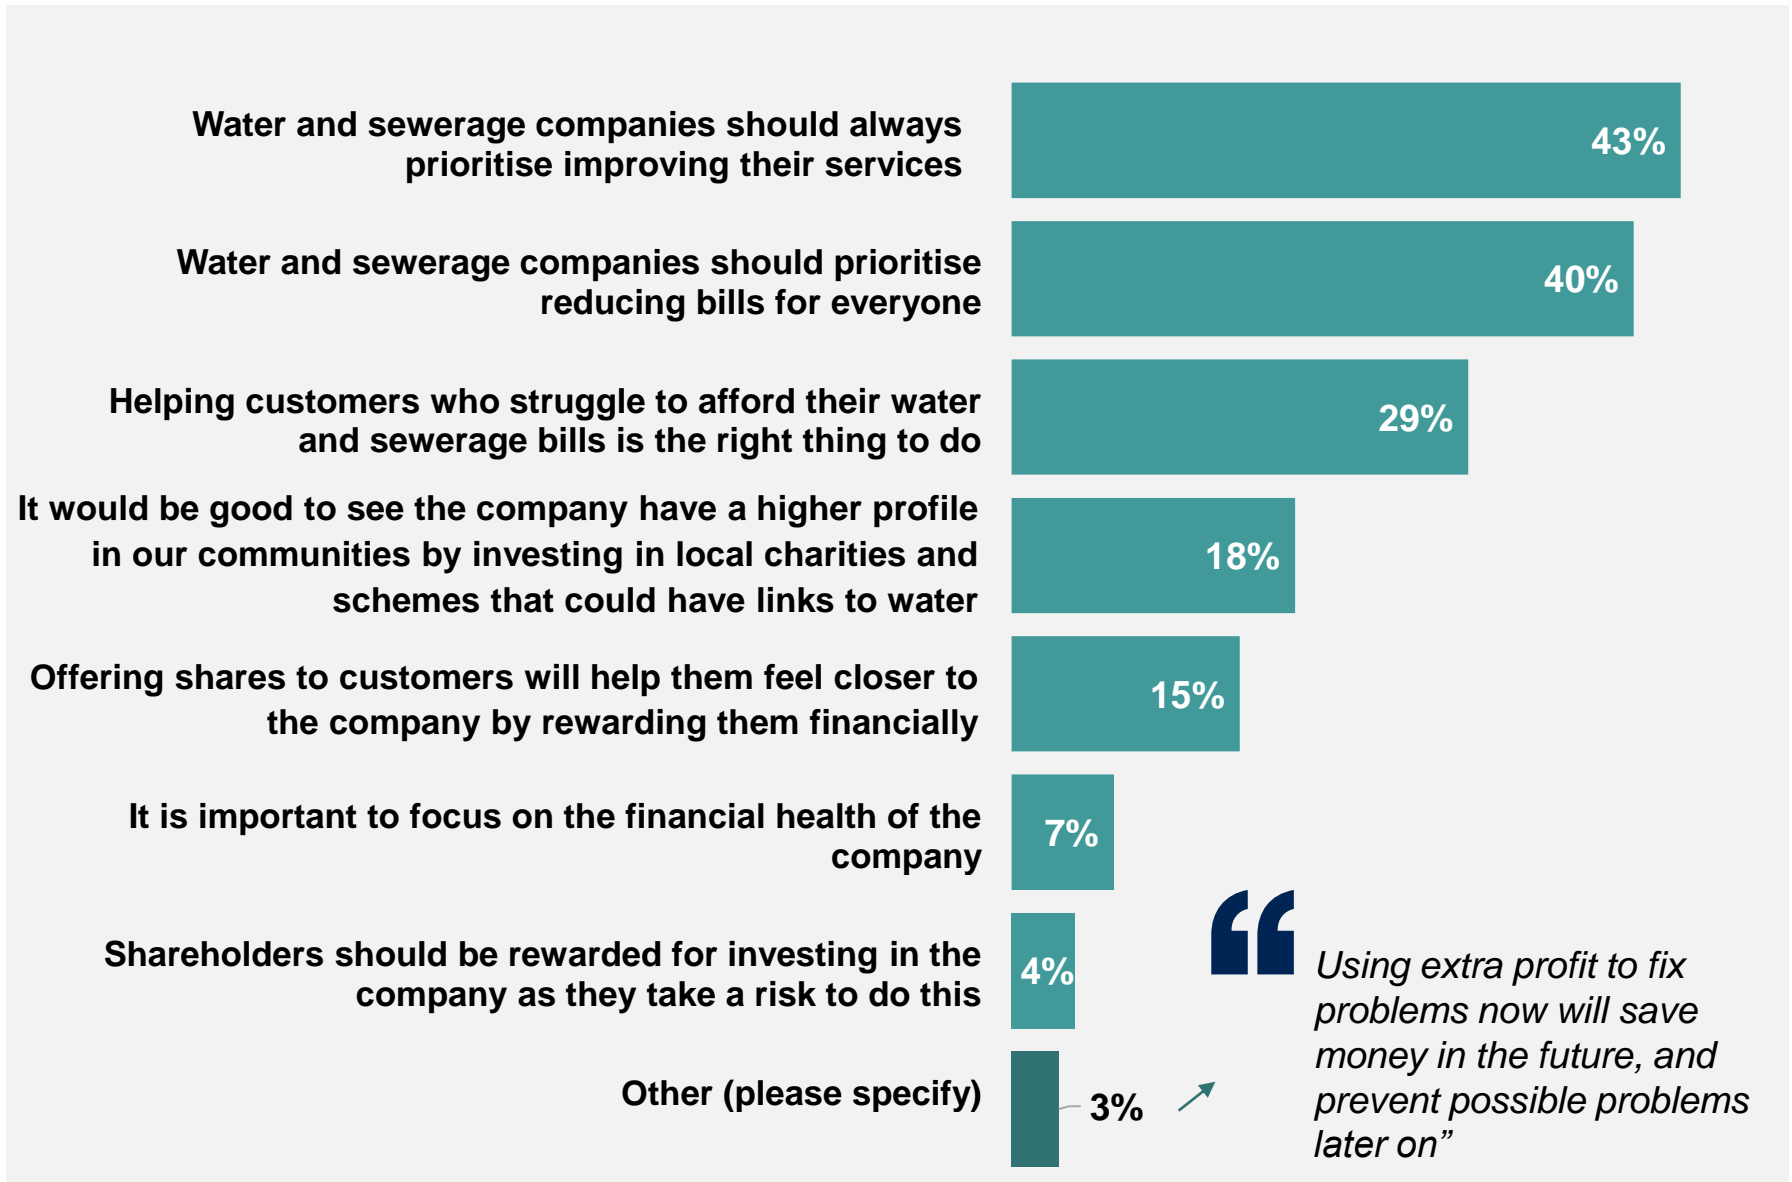 Water and sewerage companies should always
prioritise improving their services
43%
Water and sewerage companies should prioritise
reducing bills for everyone
40%
Helping customers who struggle to afford their water
and sewerage bills is the right thing to do
29%
It would be good to see the company have a higher profile
in our communities by investing in local charities and
schemes that could have links to water
18%
Offering shares to customers will help them feel closer to
the company by rewarding them financially
15%
It is important to focus on the financial health of the
company
7%
Shareholders should be rewarded for investing in the
company as they take a risk to do this
4%
Other (please specify)
3%
“
Using extra profit to fix
problems now will save
money in the future, and
prevent possible problems
later on”